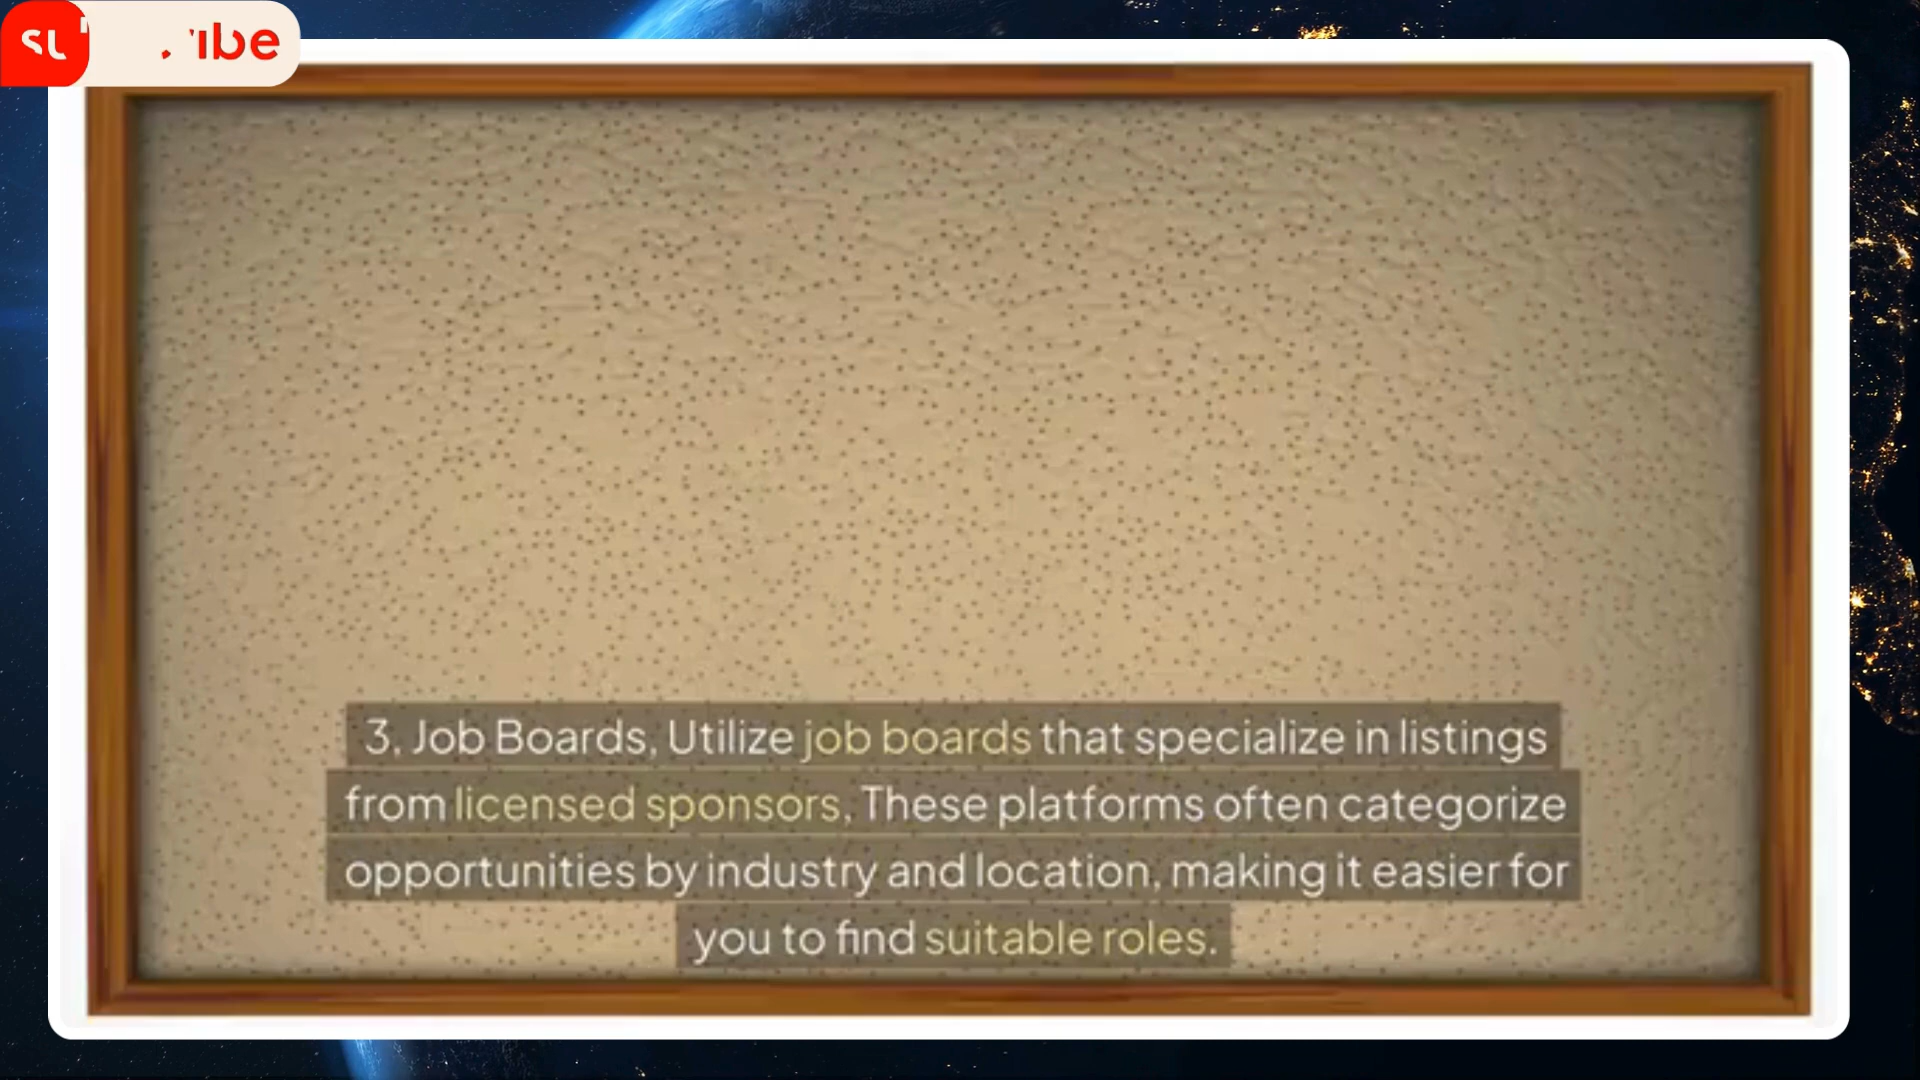 3, Job Boards, Utilize job boards that specialize in listings
from licensed sponsors, These platforms often categorize
opportunities by industry and location, making it easier for
you to find suitable roles.